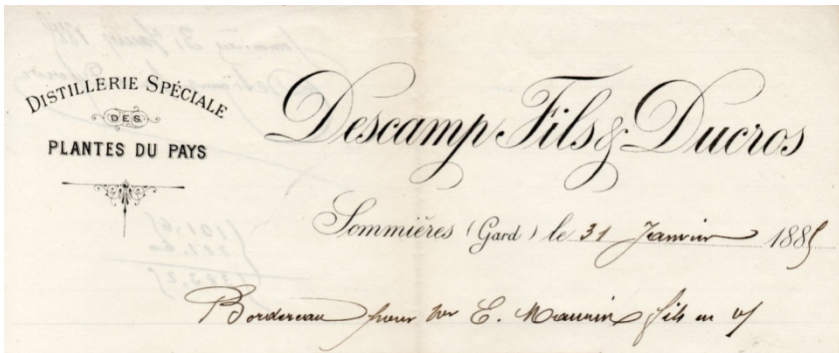 DISTILLERIE SPÉCIALE
DES
PLANTES DU PAYS
Descamp Fils & Ducros
Sommières (Gard) le 31 Janvier 1885
Bordereau pour E. Maurin fils